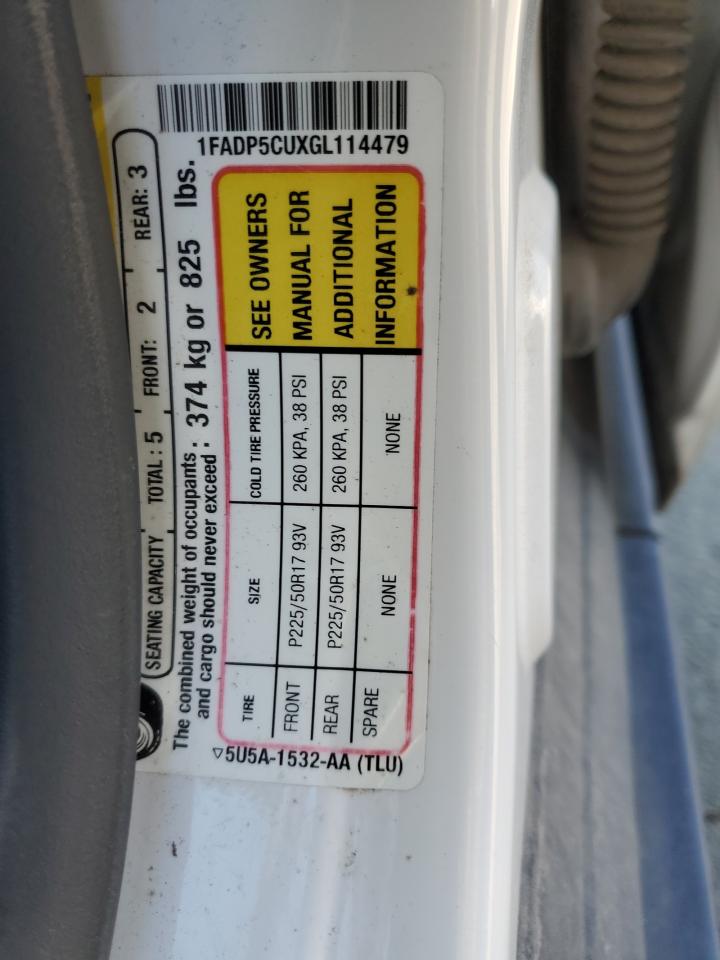 SEATING CAPACITY TOTAL : 5 FRONT: 2 REAR: 3
The combined weight of occupants
and cargo should never exceed : 374 kg or 825 lbs.
1FADP5CUXGL114479
TIRE SIZE COLD TIRE PRESSURE
FRONT P225/50R17 93V 260 KPA, 38 PSI
REAR P225/50R17 93V 260 KPA, 38 PSI
SPARE NONE NONE
SEE OWNERS
MANUAL FOR
ADDITIONAL
INFORMATION
5U5A-1532-AA (TLU)